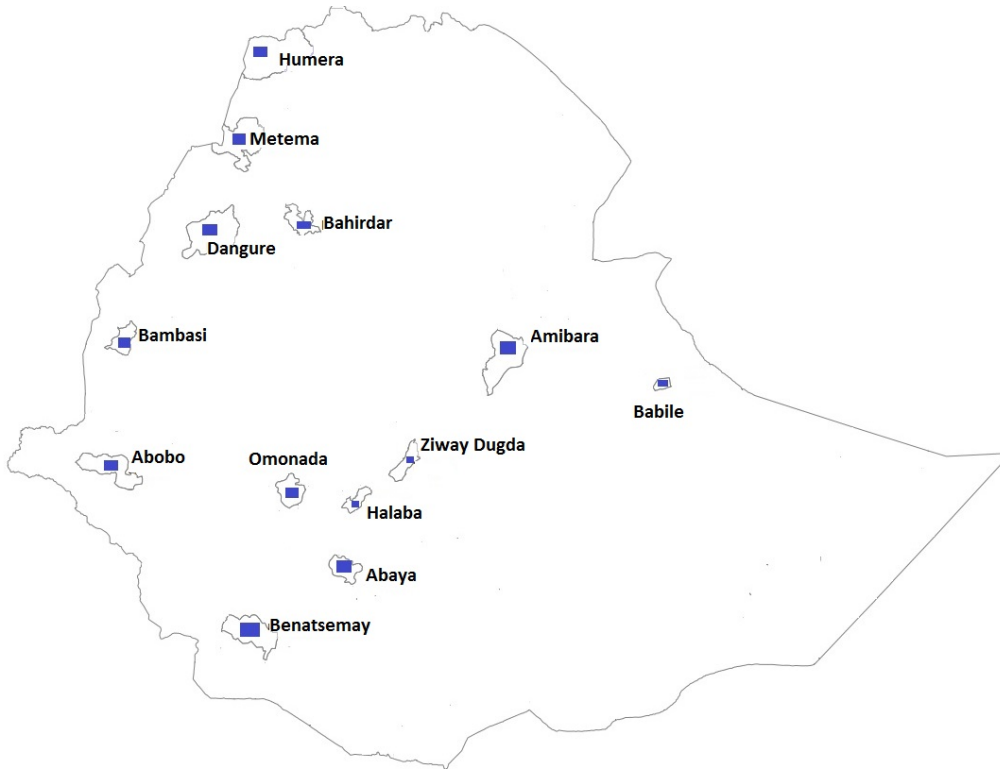 Humera
Metema
Bahirdar
Dangure
Bambasi
Amibara
Babile
Ziway Dugda
Abobo
Omonada
Halaba
Abaya
Benatsemay